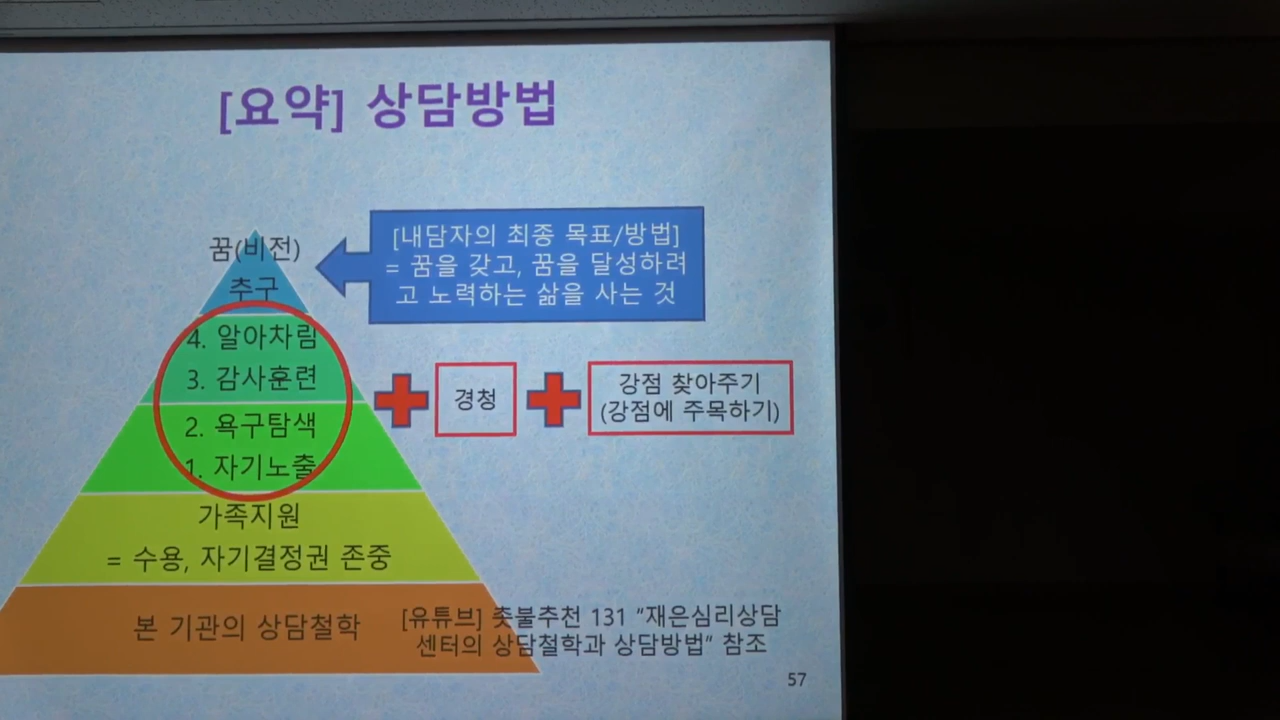 [요약] 상담방법
꿈(비전)
추구
[내담자의 최종 목표/방법]
= 꿈을 갖고, 꿈을 달성하려
고 노력하는 삶을 사는 것
4. 알아차림
3. 감사훈련
2. 욕구탐색
1. 자기노출
경청
강점 찾아주기
(강점에 주목하기)
가족지원
= 수용, 자기결정권 존중
본 기관의 상담철학
[유튜브] 촛불추천 131 “재은심리상담
센터의 상담철학과 상담방법” 참조
57